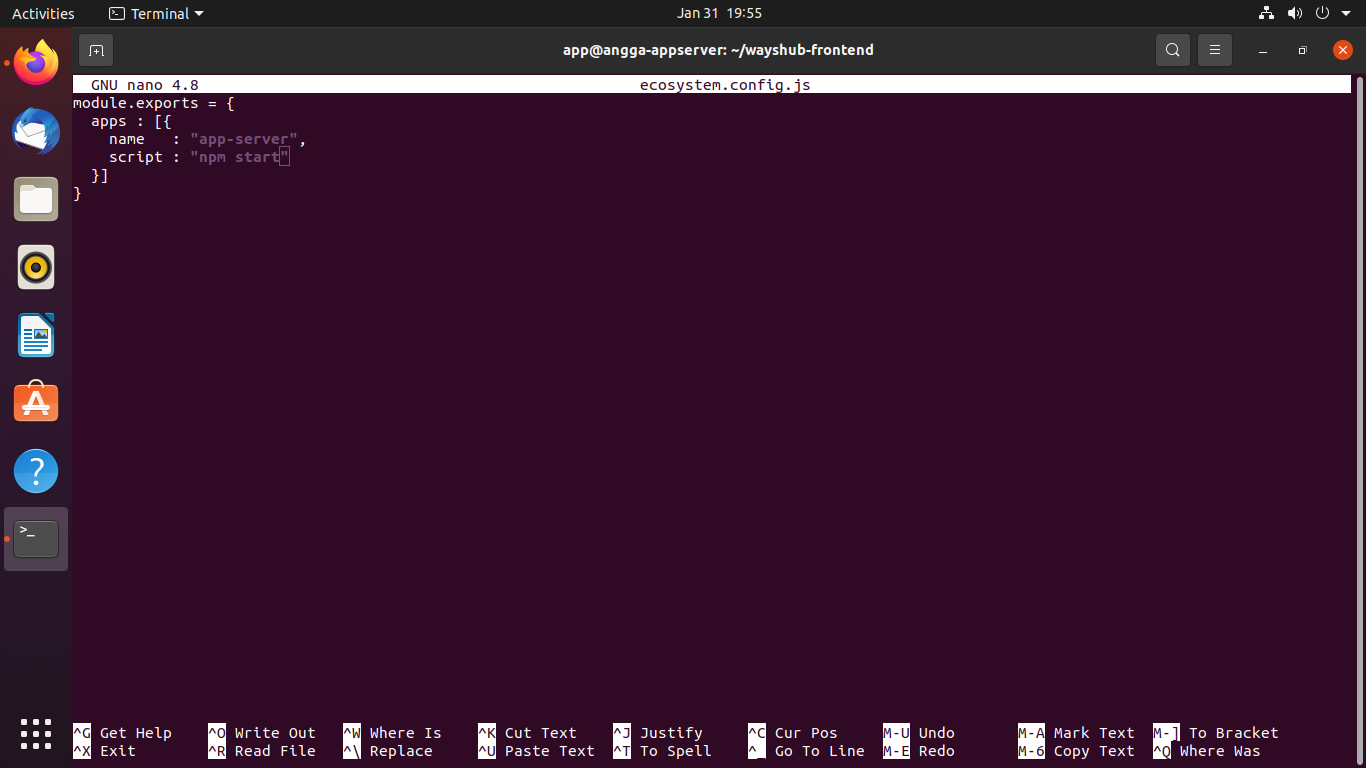 Activities
Terminal
Jan 31 19:55
app@angga-appserver: ~/wayshub-frontend
GNU nano 4.8 ecosystem.config.js
module.exports = {
  apps : [{
    name   : "app-server",
    script : "npm start"
  }]
}
>_
^G Get Help ^O Write Out ^W Where Is ^K Cut Text ^J Justify ^C Cur Pos M-U Undo M-A Mark Text M-] To Bracket
^X Exit ^R Read File ^\ Replace ^U Paste Text ^T To Spell ^_ Go To Line M-E Redo M-6 Copy Text ^Q Where Was